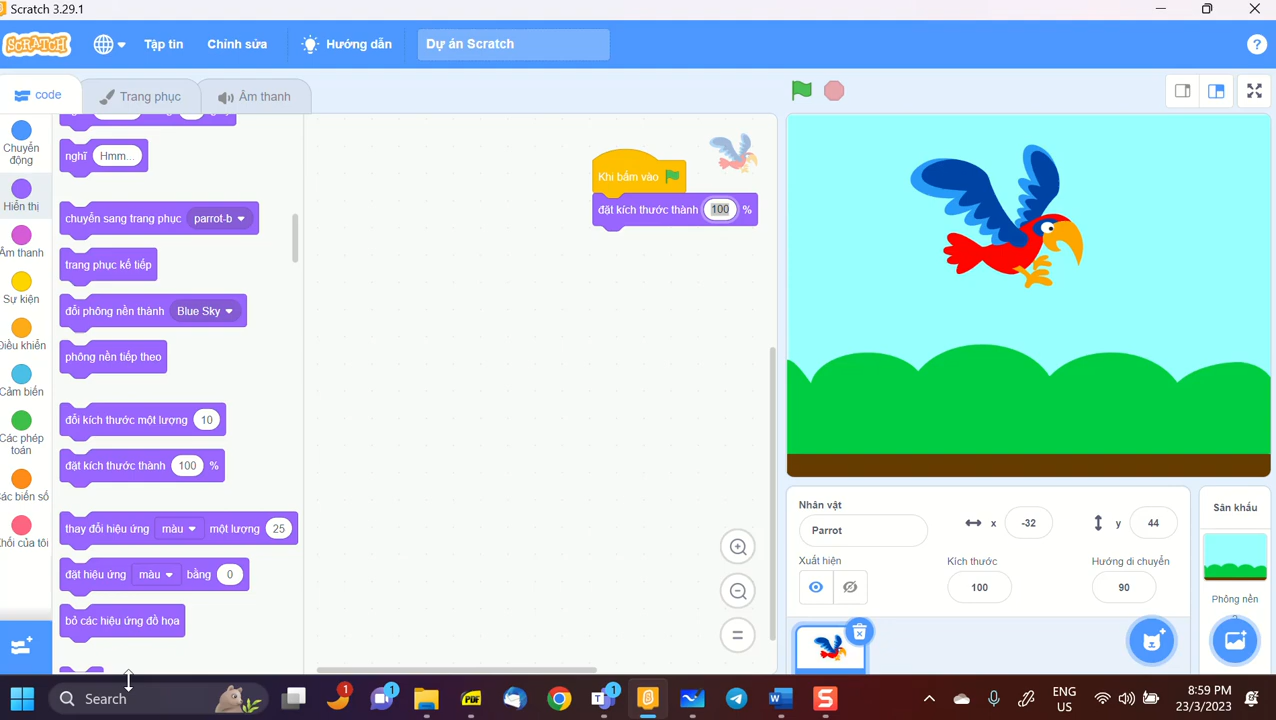 Scratch 3.29.1
SCRATCH
Tập tin
Chỉnh sửa
Hướng dẫn
Dự án Scratch
code
Trang phục
Âm thanh
Chuyển động
Hiển thị
Âm thanh
Sự kiện
Điều khiển
Cảm biến
Các phép toán
Các biến số
Khối của tôi
nghĩ Hmm...
chuyển sang trang phục parrot-b
trang phục kế tiếp
đổi phông nền thành Blue Sky
phông nền tiếp theo
đổi kích thước một lượng 10
đặt kích thước thành 100 %
thay đổi hiệu ứng màu một lượng 25
đặt hiệu ứng màu bằng 0
bỏ các hiệu ứng đồ họa
Khi bấm vào
đặt kích thước thành 100 %
Nhân vật
Parrot
x -32
y 44
Xuất hiện
Kích thước
100
Hướng di chuyển
90
Sân khấu
Phông nền
Search
1
1
PDF
1
ENG
US
8:59 PM
23/3/2023